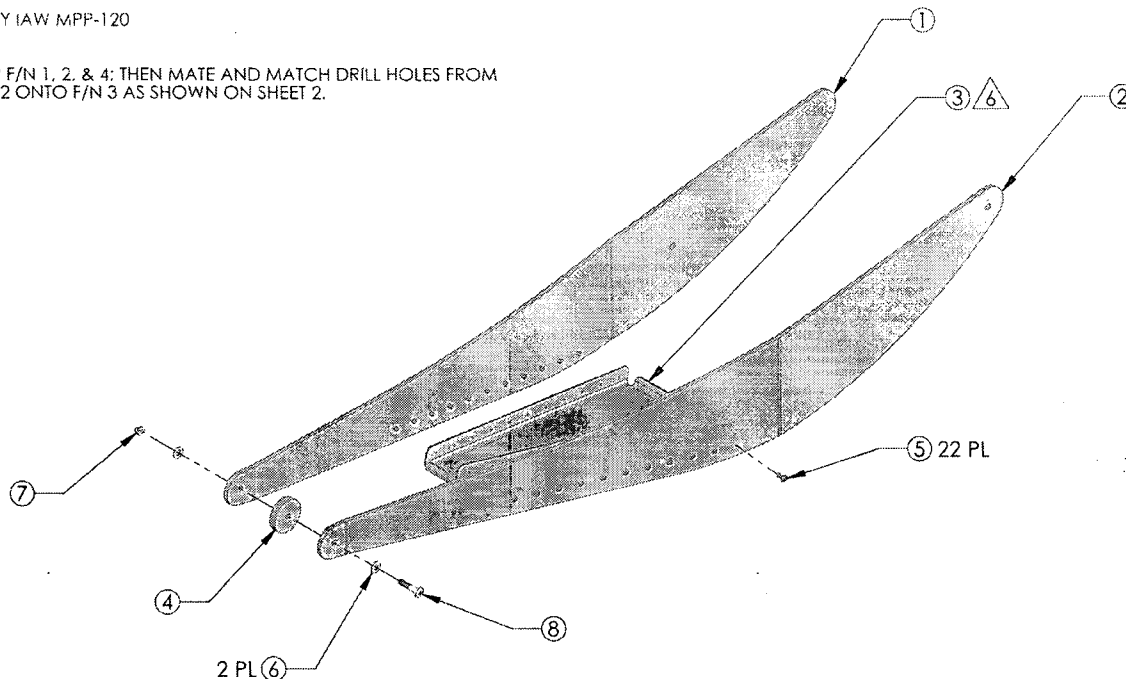 Y IAW MPP-120
F/N 1, 2, & 4; THEN MATE AND MATCH DRILL HOLES FROM
2 ONTO F/N 3 AS SHOWN ON SHEET 2.
1
3 6
2
5 22 PL
7
4
8
2 PL 6